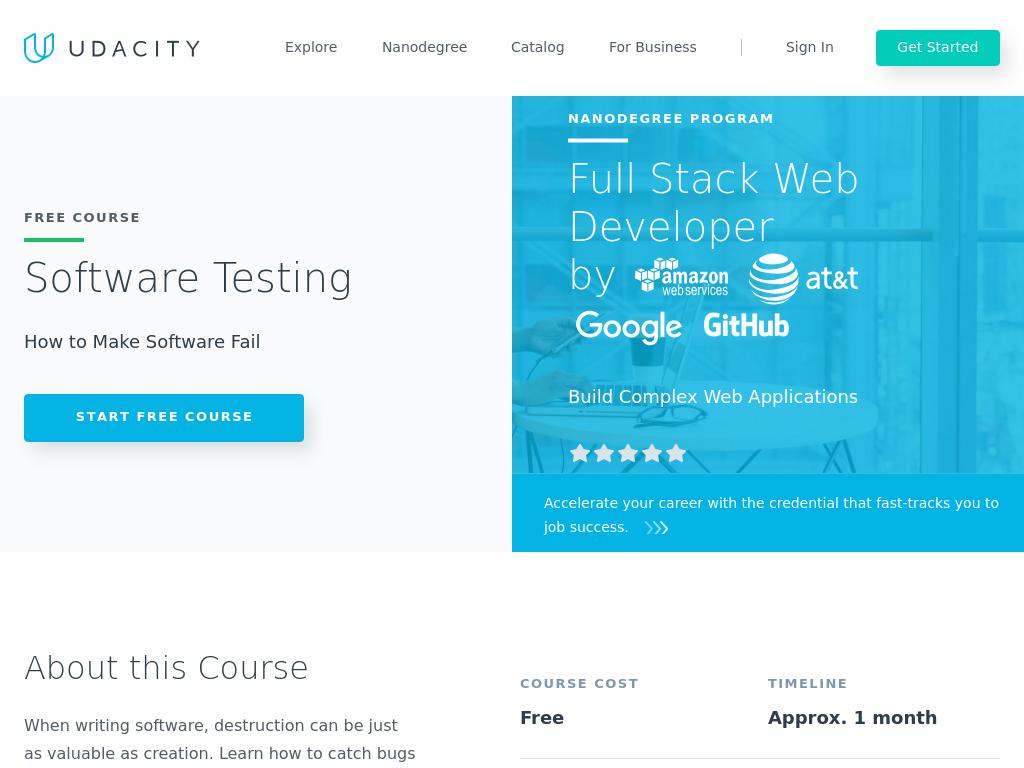 UDACITY
Explore
Nanodegree
Catalog
For Business
Sign In
Get Started
FREE COURSE
Software Testing
How to Make Software Fail
START FREE COURSE
NANODEGREE PROGRAM
Full Stack Web
Developer
by amazon web services at&t
Google GitHub
Build Complex Web Applications
Accelerate your career with the credential that fast-tracks you to
job success.
About this Course
When writing software, destruction can be just
as valuable as creation. Learn how to catch bugs
COURSE COST
Free
TIMELINE
Approx. 1 month